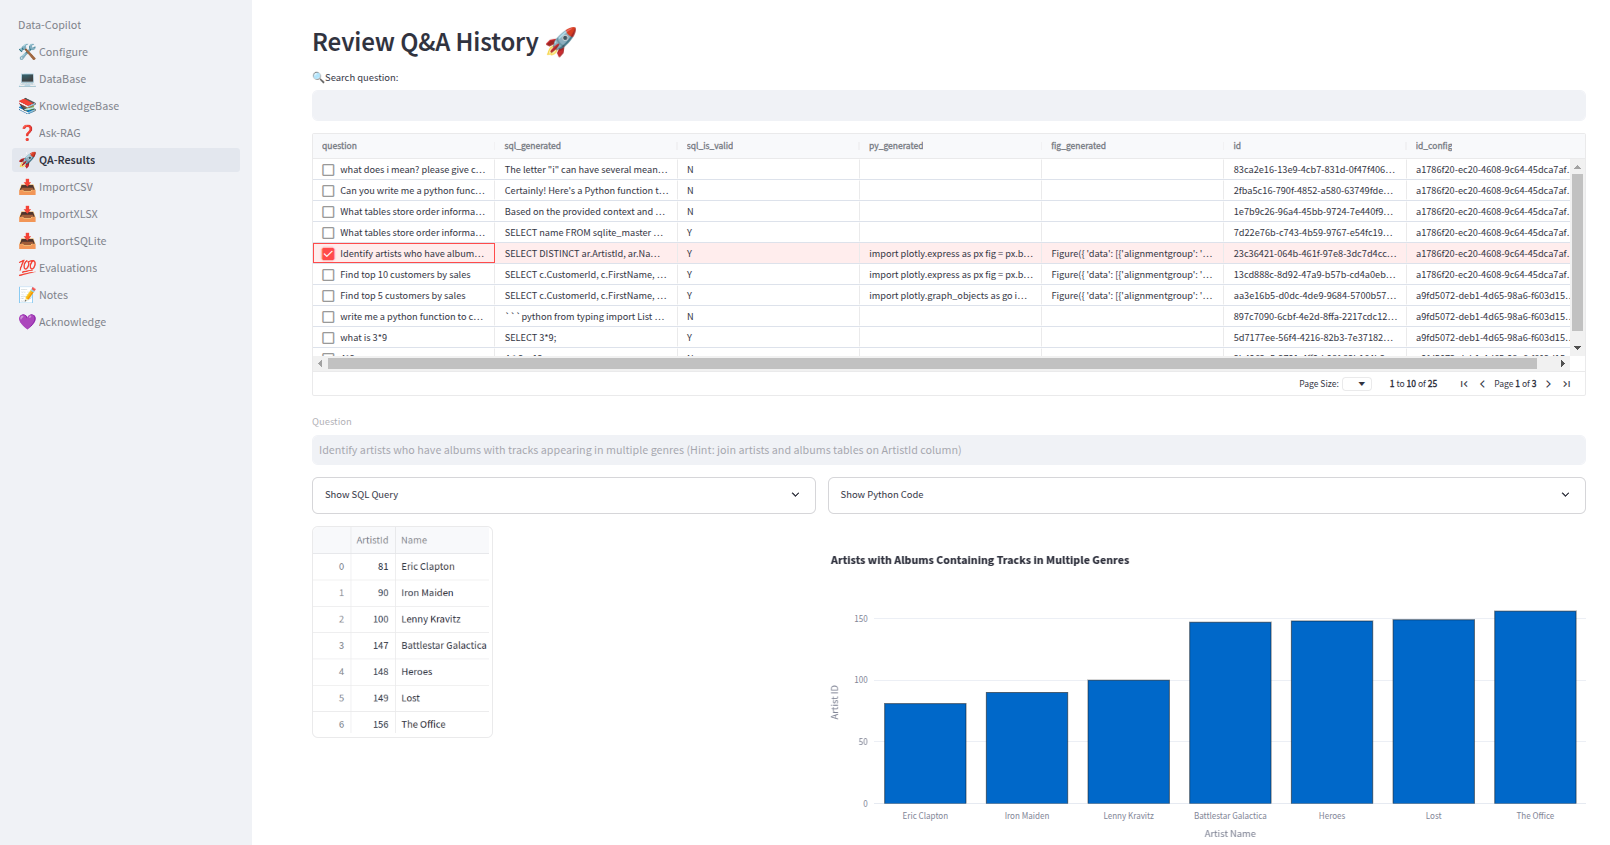 Data-Copilot
🛠️ Configure
💻 DataBase
📚 KnowledgeBase
❓ Ask-RAG
🚀 QA-Results
📥 ImportCSV
📥 ImportXLSX
📥 ImportSQLite
💯 Evaluations
📝 Notes
💜 Acknowledge
Review Q&A History 🚀
🔍Search question:
question sql_generated sql_is_valid py_generated fig_generated id id_config
what does i mean? please give c... The letter "i" can have several mean... N 83ca2e16-13e9-4cb7-831d-0f47f406... a1786f20-ec20-4608-9c64-45dca7af.
Can you write me a python func... Certainly! Here's a Python function t... N 2fba5c16-790f-4852-a580-63749fde... a1786f20-ec20-4608-9c64-45dca7af.
What tables store order informa... Based on the provided context and ... N 1e7b9c26-96a4-45bb-9724-7e440f9... a1786f20-ec20-4608-9c64-45dca7af.
What tables store order informa... SELECT name FROM sqlite_master ... Y 7d22e76b-c743-4b59-9767-e54fc19... a1786f20-ec20-4608-9c64-45dca7af.
Identify artists who have album... SELECT DISTINCT ar.ArtistId, ar.Na... Y import plotly.express as px fig = px.b... Figure({ 'data': [{'alignmentgroup': '... 23c36421-064b-461f-97e8-3dc7d4cc... a1786f20-ec20-4608-9c64-45dca7af.
Find top 10 customers by sales SELECT c.CustomerId, c.FirstName, ... Y import plotly.express as px fig = px.b... Figure({ 'data': [{'alignmentgroup': '... 13cd888c-8d92-47a9-b57b-cd4a0eb... a1786f20-ec20-4608-9c64-45dca7af.
Find top 5 customers by sales SELECT c.CustomerId, c.FirstName, ... Y import plotly.graph_objects as go i... Figure({ 'data': [{'alignmentgroup': '... aa3e16b5-d0dc-4de9-9684-5700b57... a9fd5072-deb1-4d65-98a6-f603d15..
write me a python function to c... ```python from typing import List ... N 897c7090-6cbf-4e2d-8ffa-2217cdc12... a9fd5072-deb1-4d65-98a6-f603d15..
what is 3*9 SELECT 3*9; Y 5d7177ee-56f4-4216-82b3-7e37182... a9fd5072-deb1-4d65-98a6-f603d15..
Page Size: 1 to 10 of 25 Page 1 of 3
Question
Identify artists who have albums with tracks appearing in multiple genres (Hint: join artists and albums tables on ArtistId column)
Show SQL Query Show Python Code
ArtistId Name
0 81 Eric Clapton
1 90 Iron Maiden
2 100 Lenny Kravitz
3 147 Battlestar Galactica
4 148 Heroes
5 149 Lost
6 156 The Office
Artists with Albums Containing Tracks in Multiple Genres
150
100
50
0
Artist ID
Eric Clapton Iron Maiden Lenny Kravitz Battlestar Galactica Heroes Lost The Office
Artist Name